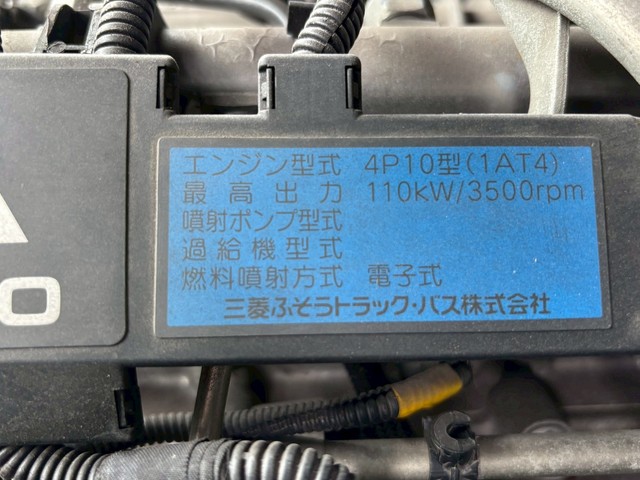 エンジン型式 4P10型(1AT4)
最高出力 110kW/3500rpm
噴射ポンプ型式
過給機型式
燃料噴射方式 電子式
三菱ふそうトラック・バス株式会社